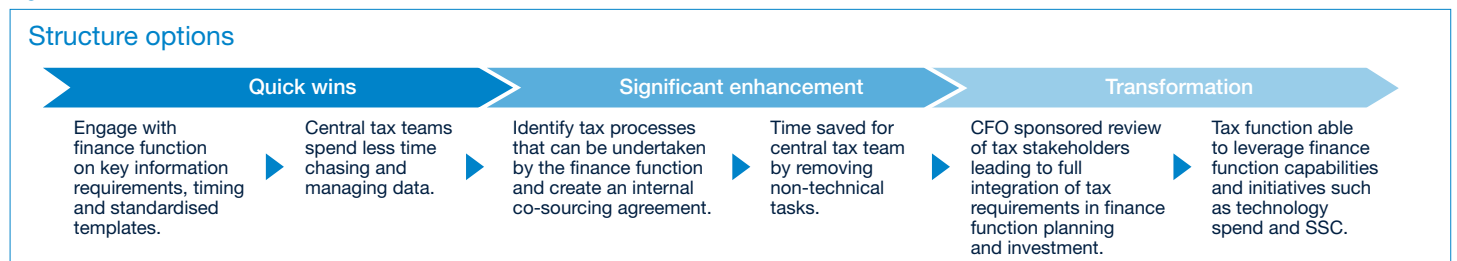 Structure options
Quick wins
Significant enhancement
Transformation
Engage with
finance function
on key information
requirements, timing
and standardised
templates.
Central tax teams
spend less time
chasing and
managing data.
Identify tax processes
that can be undertaken
by the finance function
and create an internal
co-sourcing agreement.
Time saved for
central tax team
by removing
non-technical
tasks.
CFO sponsored review
of tax stakeholders
leading to full
integration of tax
requirements in finance
function planning
and investment.
Tax function able
to leverage finance
function capabilities
and initiatives such
as technology
spend and SSC.